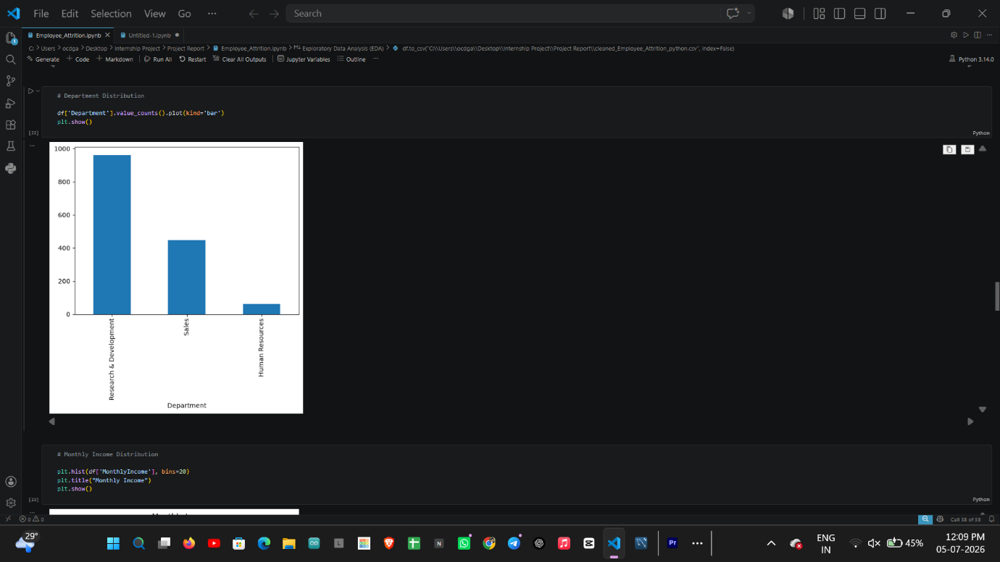 File Edit Selection View Go ··· Search
Employee_Attrition.ipynb Untitled-1.ipynb
C: > Users > ocdga > Desktop > Internship Project > Project Report > Employee_Attrition.ipynb > M↓ Exploratory Data Analysis (EDA) > df.to_csv("C:\\Users\\ocdga\\Desktop\\Internship Project\\Project Report\\cleaned_Employee_Attrition_python.csv", index=False)
Generate + Code + Markdown Run All Restart Clear All Outputs Jupyter Variables Outline ··· Python 3.14.0
# Department Distribution
df['Department'].value_counts().plot(kind='bar')
plt.show()
[22] Python
1000
800
600
400
200
0
Research & Development
Sales
Human Resources
Department
# Monthly Income Distribution
plt.hist(df['MonthlyIncome'], bins=20)
plt.title("Monthly Income")
plt.show()
[23] Python
0 0 Cell 38 of 38
29° Pr ENG 45% 12:09 PM
IN 05-07-2026